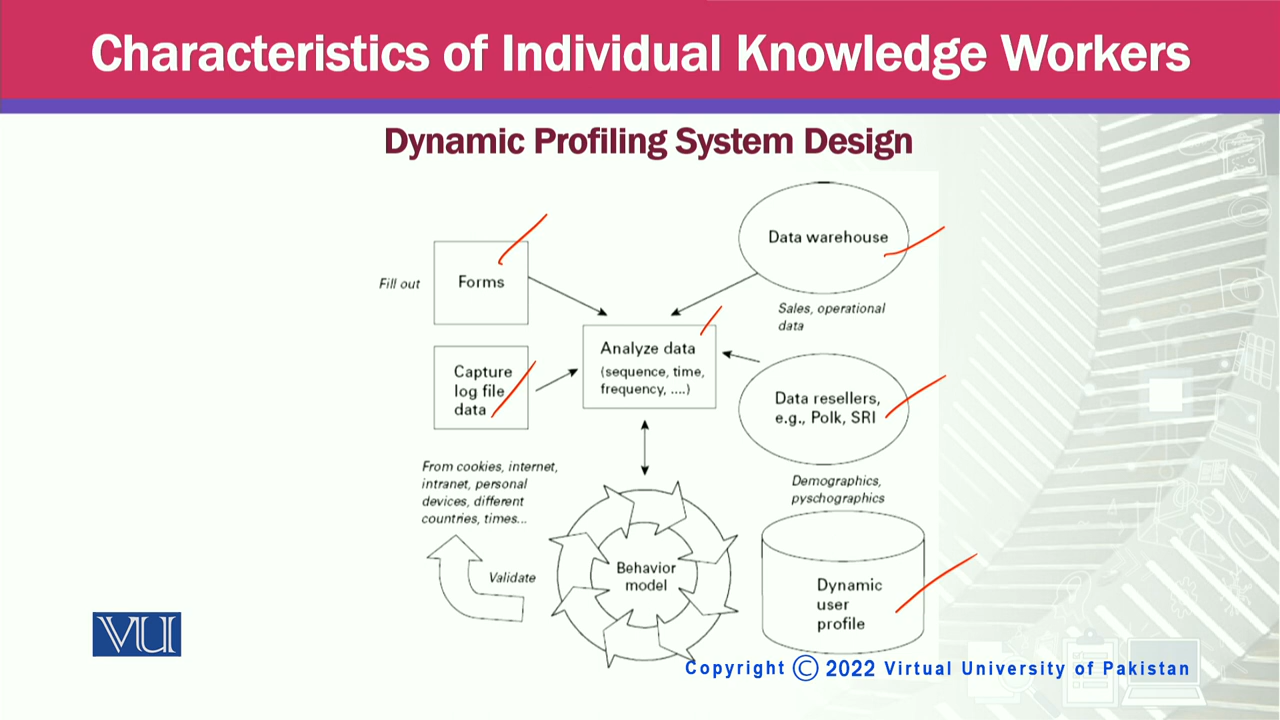 Characteristics of Individual Knowledge Workers
Dynamic Profiling System Design
Fill out
Forms
Data warehouse
Sales, operational
data
Capture
log file
data
Analyze data
(sequence, time,
frequency, ....)
Data resellers,
e.g., Polk, SRI
From cookies, internet,
intranet, personal
devices, different
countries, times...
Demographics,
pyschographics
Validate
Behavior
model
Dynamic
user
profile
VU
Copyright © 2022 Virtual University of Pakistan